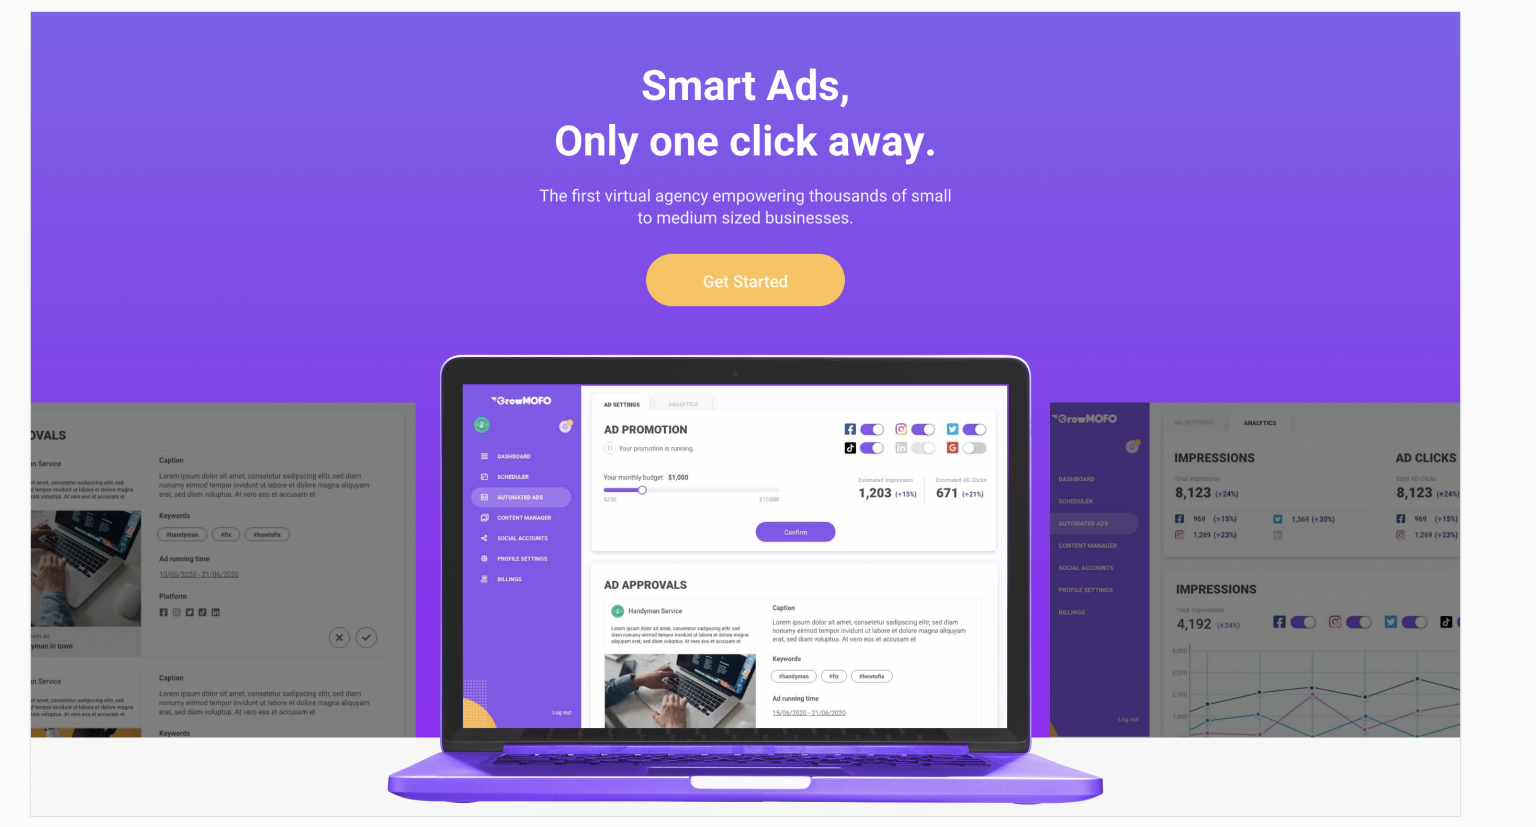 Smart Ads,
Only one click away.
The first virtual agency empowering thousands of small
to medium sized businesses.
Get Started
OVALS
n Service
Caption
Lorem ipsum dolor sit amet, consetetur sadipscing elitr, sed diam
nonumy eirmod tempor invidunt ut labore et dolore magna aliquyam
erat, sed diam voluptua. At vero eos et accusam et
Keywords
#handyman
#fix
#howtofix
Ad running time
15/06/2020 - 21/06/2020
Platform
com.au
yman in town
n Service
Caption
Lorem ipsum dolor sit amet, consetetur sadipscing elitr, sed diam
nonumy eirmod tempor invidunt ut labore et dolore magna aliquyam
erat, sed diam voluptua. At vero eos et accusam et
Keywords
GrowMOFO
DASHBOARD
SCHEDULER
AUTOMATED ADS
CONTENT MANAGER
SOCIAL ACCOUNTS
PROFILE SETTINGS
BILLINGS
Log out
AD SETTINGS
ANALYTICS
AD PROMOTION
Your promotion is running.
Your monthly budget: $1,000
$250
$10,000
Estimated Impression
1,203 (+15%)
Estimated AD Clicks
671 (+21%)
Confirm
AD APPROVALS
Handyman Service
Lorem ipsum dolor sit amet, consetetur sadipscing elitr, sed
diam nonumy eirmod tempor invidunt ut labore et dolore magna
aliquyam erat, sed diam voluptua. At vero eos et accusam et
Caption
Lorem ipsum dolor sit amet, consetetur sadipscing elitr, sed diam
nonumy eirmod tempor invidunt ut labore et dolore magna aliquyam
erat, sed diam voluptua. At vero eos et accusam et
Keywords
#handyman
#fix
#howtofix
Ad running time
15/06/2020 - 21/06/2020
GrowMOFO
DASHBOARD
SCHEDULER
AUTOMATED ADS
CONTENT MANAGER
SOCIAL ACCOUNTS
PROFILE SETTINGS
BILLINGS
Log out
AD SETTINGS
ANALYTICS
IMPRESSIONS
Total Impression
8,123 (+24%)
969 (+15%)
1,369 (+30%)
1,269 (+23%)
AD CLICKS
Total AD Clicks
8,123 (+24%)
969 (+15%)
1,269 (+23%)
IMPRESSIONS
Total Impressions
4,192 (+24%)
4,000
3,200
2,700
1,600